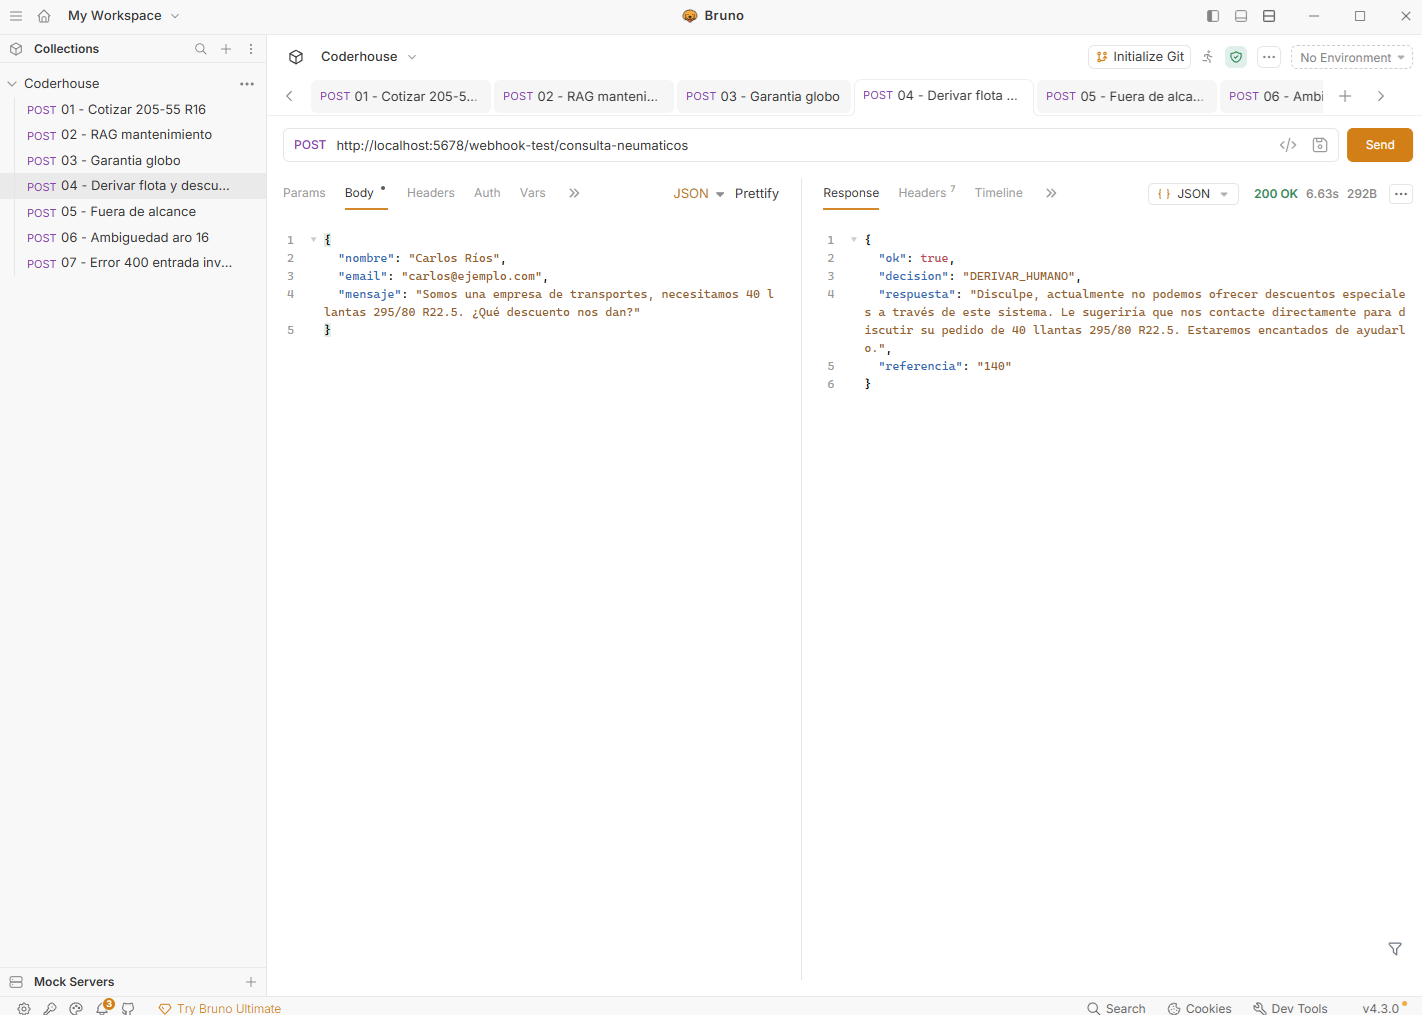 My Workspace
Bruno
Collections
Coderhouse
Initialize Git
No Environment
Coderhouse
POST 01 - Cotizar 205-55 R16
POST 02 - RAG mantenimiento
POST 03 - Garantia globo
POST 04 - Derivar flota y descu...
POST 05 - Fuera de alcance
POST 06 - Ambiguedad aro 16
POST 07 - Error 400 entrada inv...
POST 01 - Cotizar 205-5... POST 02 - RAG manteni... POST 03 - Garantia globo POST 04 - Derivar flota ... POST 05 - Fuera de alca... POST 06 - Ambi
POST http://localhost:5678/webhook-test/consulta-neumaticos
Send
Params Body Headers Auth Vars JSON Prettify
1 {
2 "nombre": "Carlos Ríos",
3 "email": "carlos@ejemplo.com",
4 "mensaje": "Somos una empresa de transportes, necesitamos 40 l
lantas 295/80 R22.5. ¿Qué descuento nos dan?"
5 }
Response Headers 7 Timeline { } JSON 200 OK 6.63s 292B
1 {
2 "ok": true,
3 "decision": "DERIVAR_HUMANO",
4 "respuesta": "Disculpe, actualmente no podemos ofrecer descuentos especiale
s a través de este sistema. Le sugeriría que nos contacte directamente para d
iscutir su pedido de 40 llantas 295/80 R22.5. Estaremos encantados de ayudarl
o.",
5 "referencia": "140"
6 }
Mock Servers
3
Try Bruno Ultimate
Search
Cookies
Dev Tools
v4.3.0